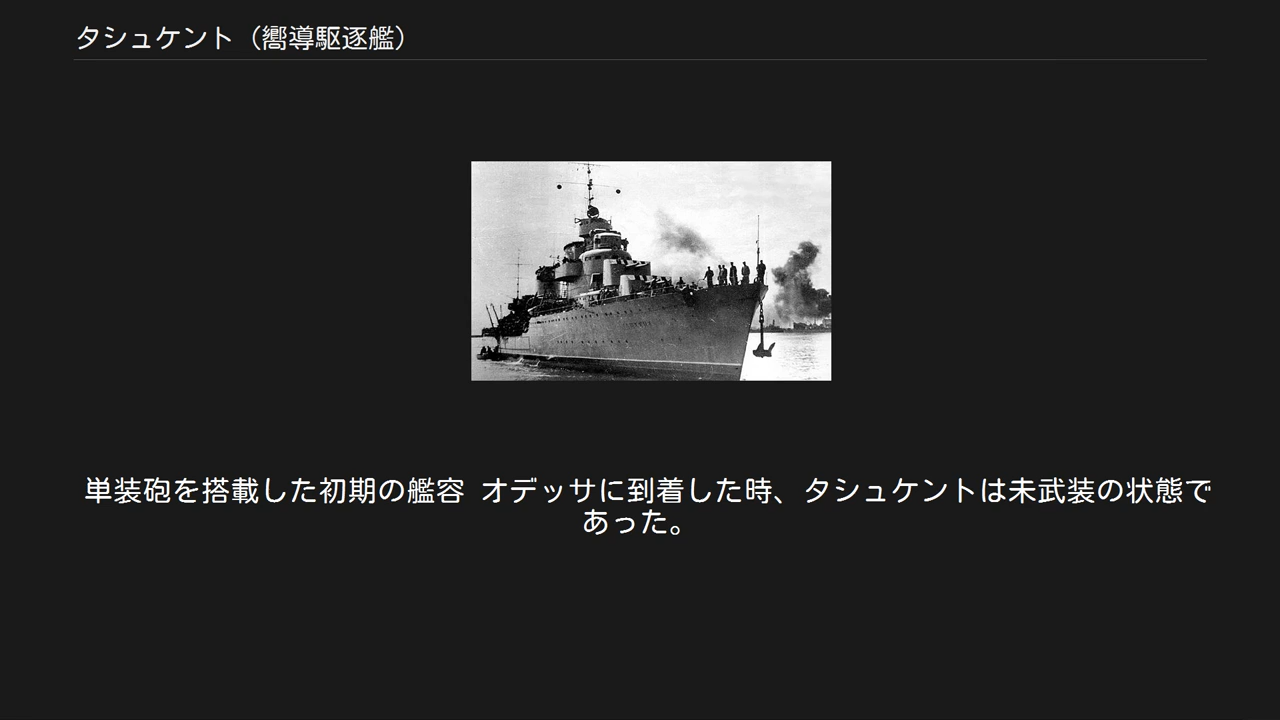 タシュケント（嚮導駆逐艦）
単装砲を搭載した初期の艦容 オデッサに到着した時、タシュケントは未武装の状態で
あった。